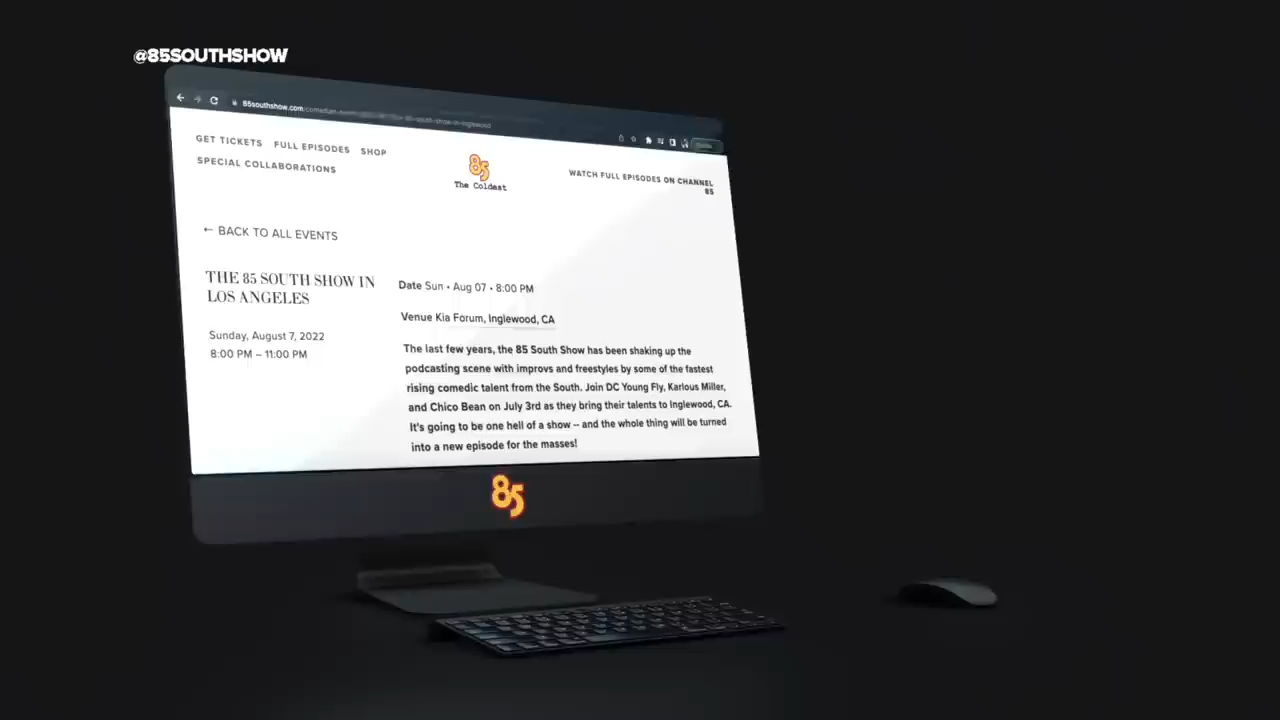 @85SOUTHSHOW
85southshow.com
GET TICKETS FULL EPISODES SHOP
SPECIAL COLLABORATIONS
85
The Coldest
WATCH FULL EPISODES ON CHANNEL
85
← BACK TO ALL EVENTS
THE 85 SOUTH SHOW IN
LOS ANGELES
Sunday, August 7, 2022
8:00 PM – 11:00 PM
Date Sun • Aug 07 • 8:00 PM
Venue Kia Forum, Inglewood, CA
The last few years, the 85 South Show has been shaking up the
podcasting scene with improvs and freestyles by some of the fastest
rising comedic talent from the South. Join DC Young Fly, Karlous Miller,
and Chico Bean on July 3rd as they bring their talents to Inglewood, CA.
It's going to be one hell of a show -- and the whole thing will be turned
into a new episode for the masses!
85